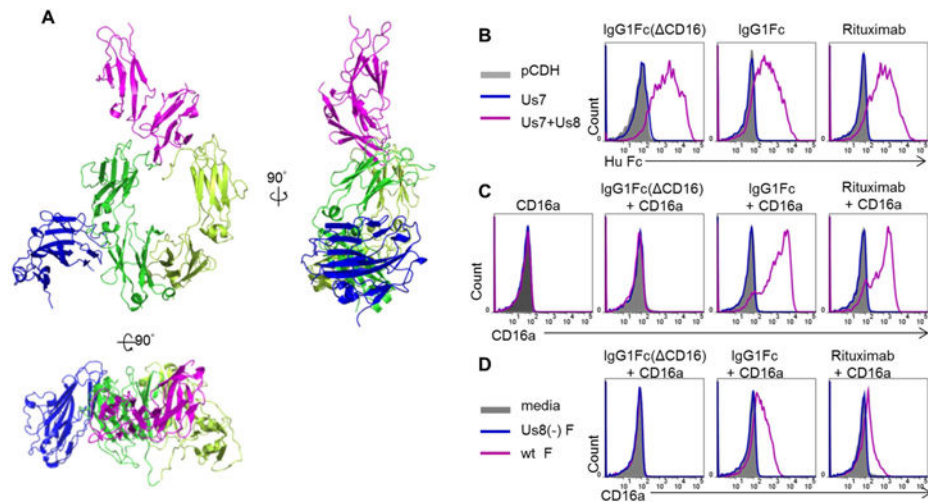 A
90°
90°
B
IgG1Fc(ΔCD16)
IgG1Fc
Rituximab
pCDH
Us7
Us7+Us8
Count
Hu Fc
C
CD16a
IgG1Fc(ΔCD16)
+ CD16a
IgG1Fc
+ CD16a
Rituximab
+ CD16a
Count
CD16a
D
IgG1Fc(ΔCD16)
+ CD16a
IgG1Fc
+ CD16a
Rituximab
+ CD16a
media
Us8(-) F
wt F
Count
CD16a